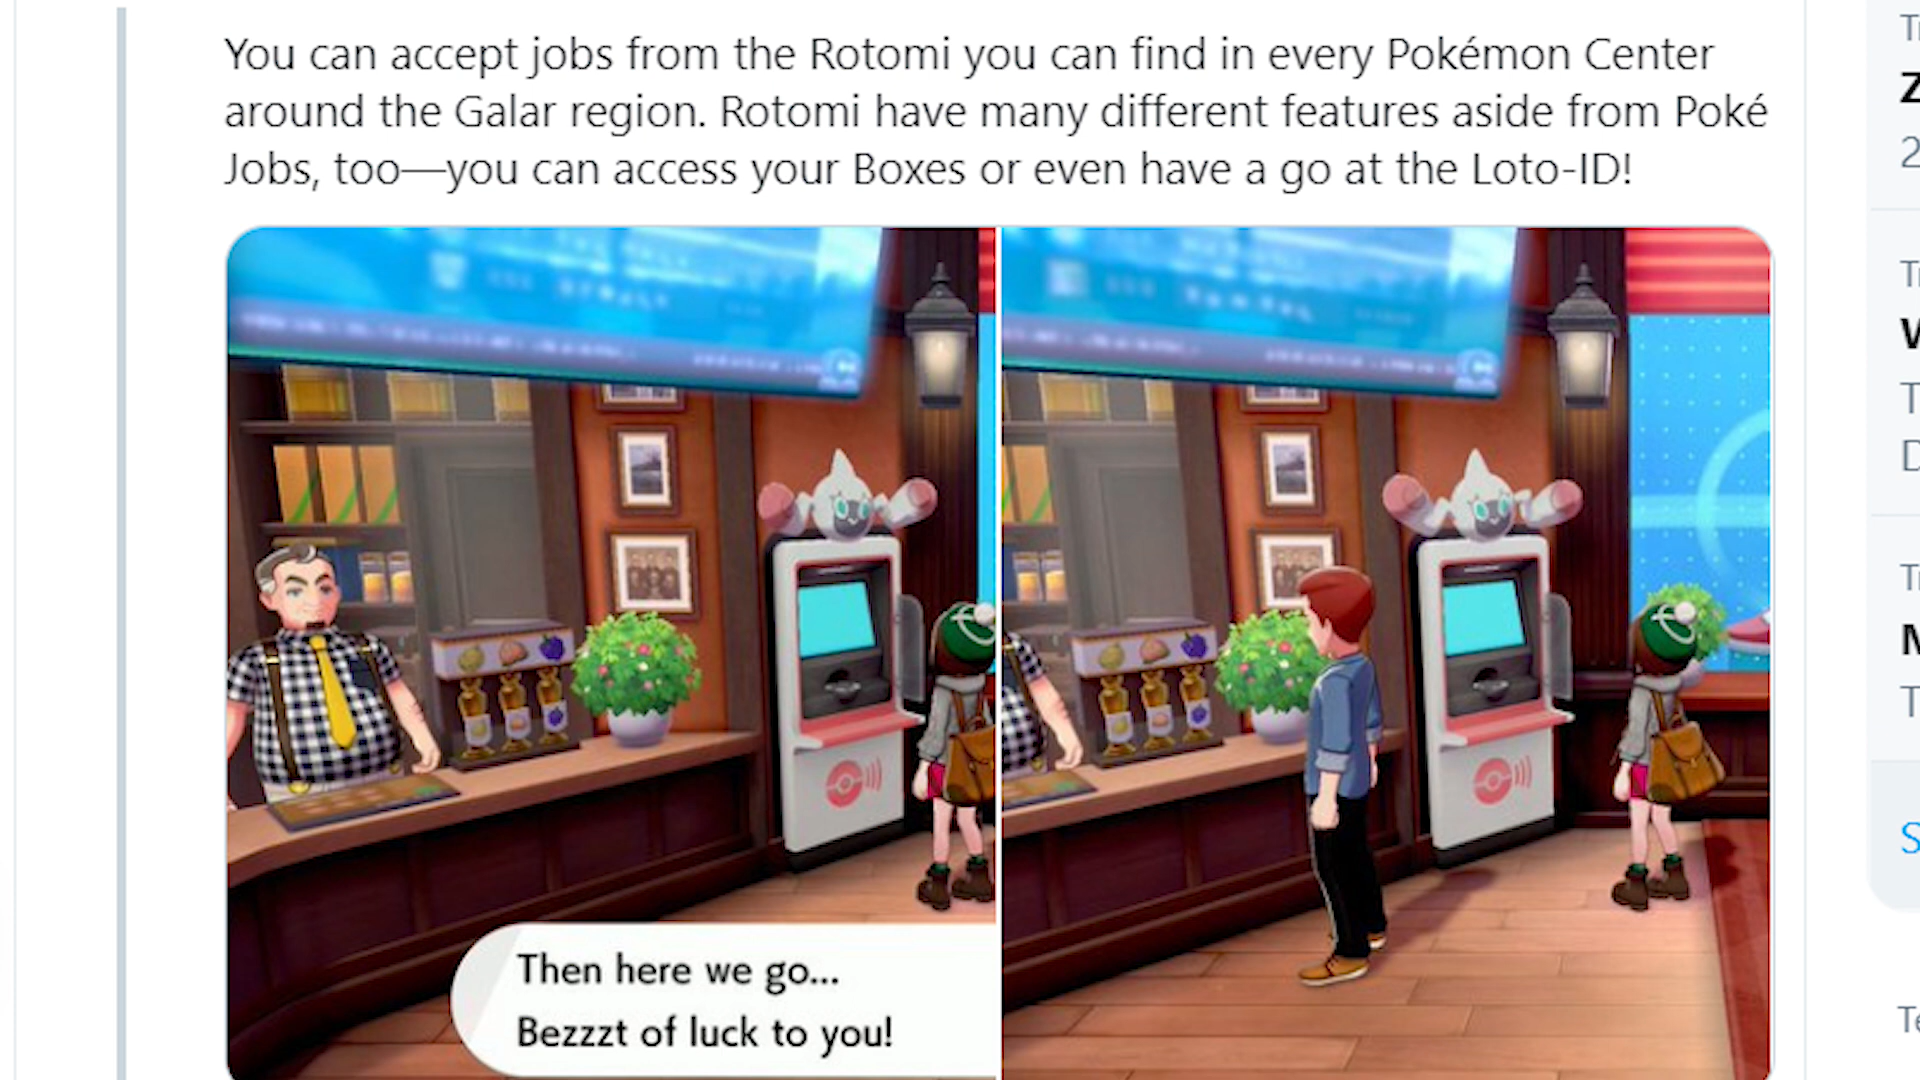 You can accept jobs from the Rotomi you can find in every Pokémon Center
around the Galar region. Rotomi have many different features aside from Poké
Jobs, too—you can access your Boxes or even have a go at the Loto-ID!
Then here we go...
Bezzzt of luck to you!